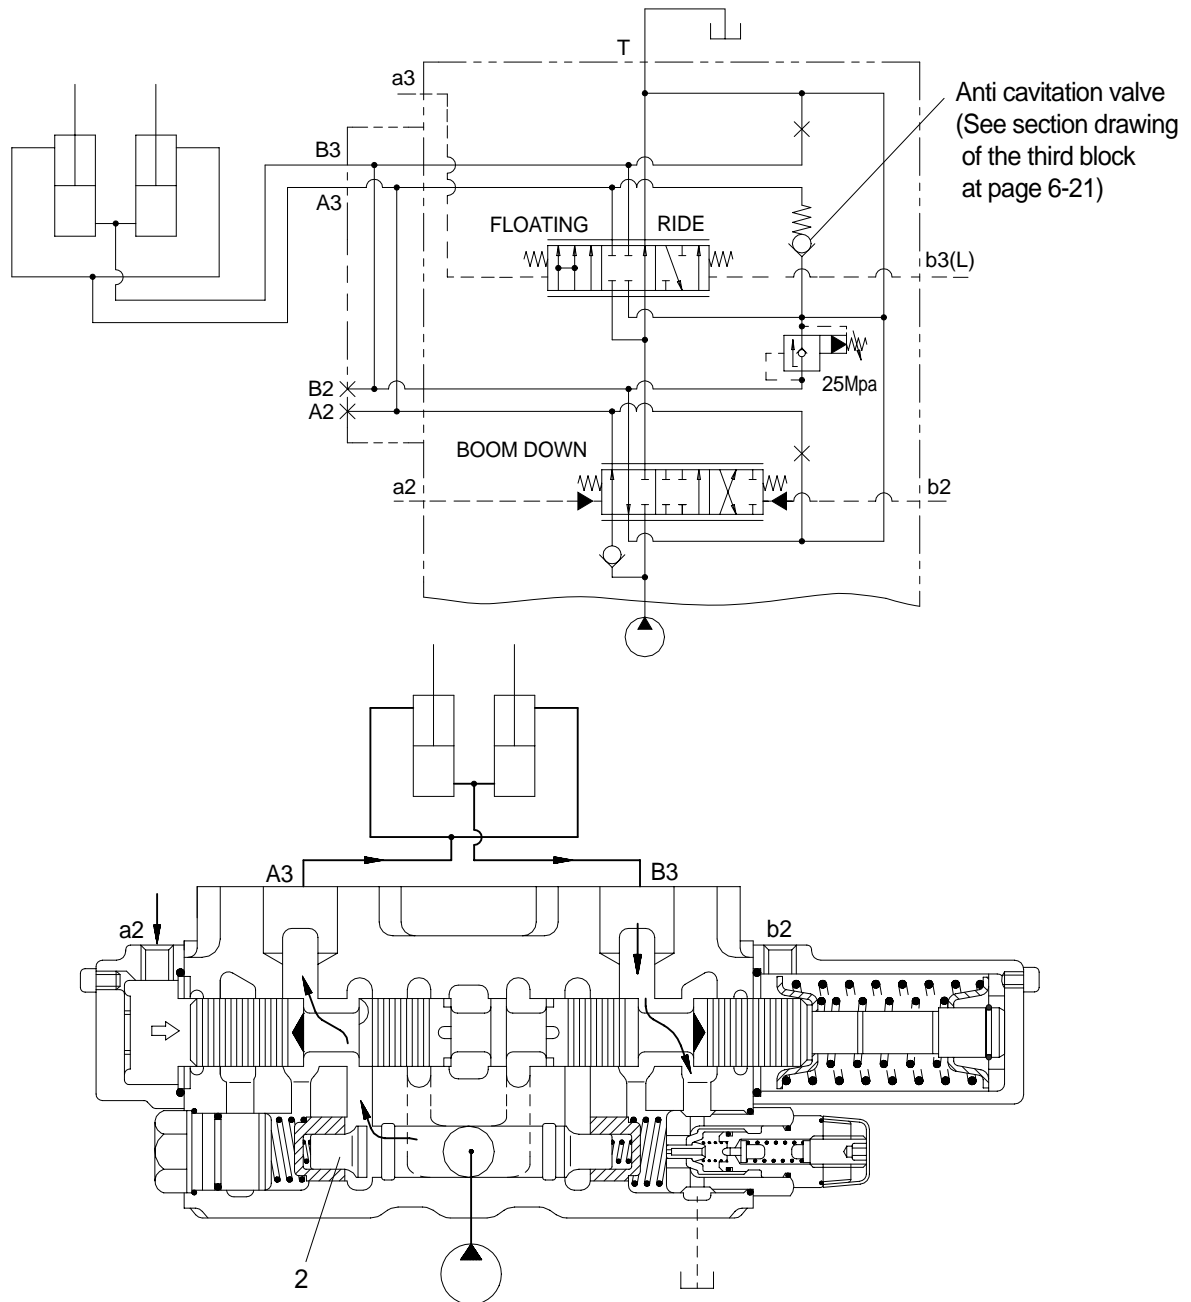 T
a3
Anti cavitation valve
(See section drawing
of the third block
at page 6-21)
B3
A3
FLOATING
RIDE
b3(L)
25Mpa
B2
A2
BOOM DOWN
a2
b2
A3
B3
a2
b2
2